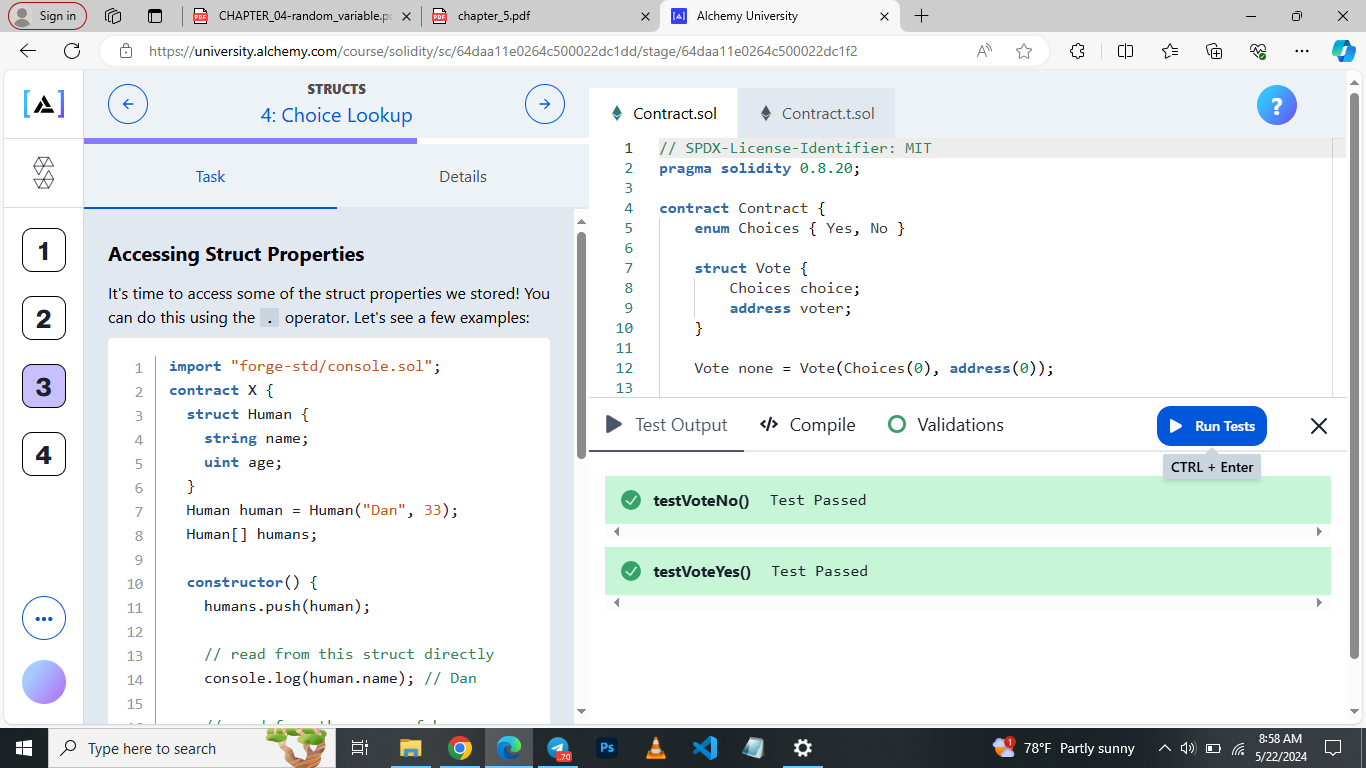 Sign in
CHAPTER_04-random_variable.pd
chapter_5.pdf
Alchemy University
https://university.alchemy.com/course/solidity/sc/64daa11e0264c500022dc1dd/stage/64daa11e0264c500022dc1f2
STRUCTS
4: Choice Lookup
Task
Details
1
2
3
4
Accessing Struct Properties
It's time to access some of the struct properties we stored! You
can do this using the . operator. Let's see a few examples:
1 import "forge-std/console.sol";
2 contract X {
3 struct Human {
4 string name;
5 uint age;
6 }
7 Human human = Human("Dan", 33);
8 Human[] humans;
9
10 constructor() {
11 humans.push(human);
12
13 // read from this struct directly
14 console.log(human.name); // Dan
15
Contract.sol
Contract.t.sol
?
1 // SPDX-License-Identifier: MIT
2 pragma solidity 0.8.20;
3
4 contract Contract {
5 enum Choices { Yes, No }
6
7 struct Vote {
8 Choices choice;
9 address voter;
10 }
11
12 Vote none = Vote(Choices(0), address(0));
13
Test Output
</> Compile
Validations
Run Tests
CTRL + Enter
testVoteNo() Test Passed
testVoteYes() Test Passed
Type here to search
.70
Ps
1
78°F Partly sunny
8:58 AM
5/22/2024